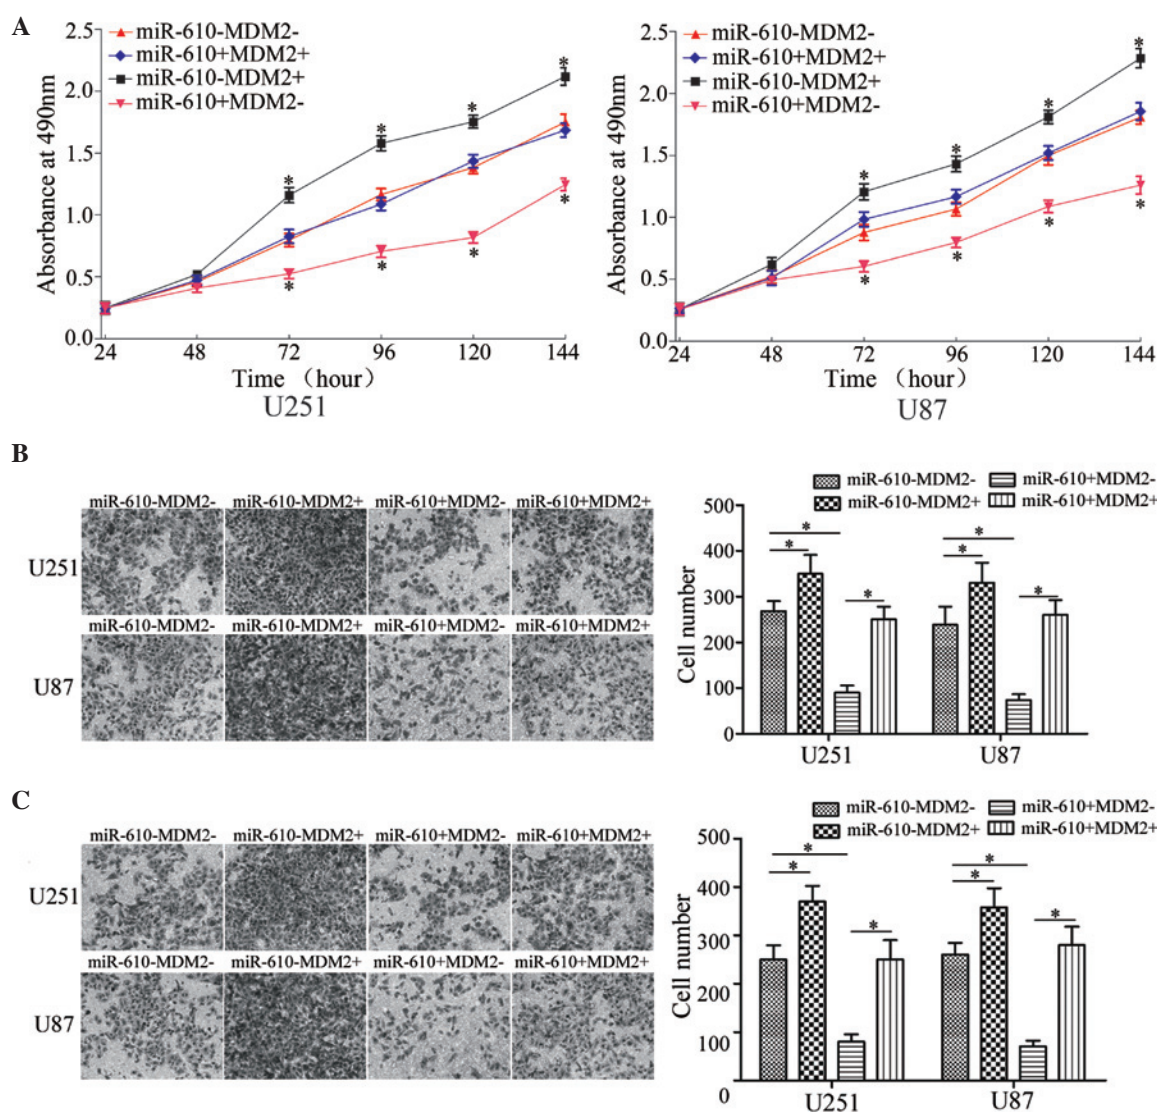 A
Absorbance at 490nm
2.5
2.0
1.5
1.0
0.5
0.0
miR-610-MDM2-
miR-610+MDM2+
miR-610-MDM2+
miR-610+MDM2-
* * * *
* * * *
24 48 72 96 120 144
Time (hour)
U251
Absorbance at 490nm
2.5
2.0
1.5
1.0
0.5
0.0
miR-610-MDM2-
miR-610+MDM2+
miR-610-MDM2+
miR-610+MDM2-
* * * *
* * * *
24 48 72 96 120 144
Time (hour)
U87
B
miR-610-MDM2- miR-610-MDM2+ miR-610+MDM2- miR-610+MDM2+
U251
miR-610-MDM2- miR-610-MDM2+ miR-610+MDM2- miR-610+MDM2+
U87
miR-610-MDM2- miR-610+MDM2-
miR-610-MDM2+ miR-610+MDM2+
Cell number
500
400
300
200
100
0
* * *
* * *
U251 U87
C
miR-610-MDM2- miR-610-MDM2+ miR-610+MDM2- miR-610+MDM2+
U251
miR-610-MDM2- miR-610-MDM2+ miR-610+MDM2- miR-610+MDM2+
U87
miR-610-MDM2- miR-610+MDM2-
miR-610-MDM2+ miR-610+MDM2+
Cell number
500
400
300
200
100
0
* * *
* * *
U251 U87